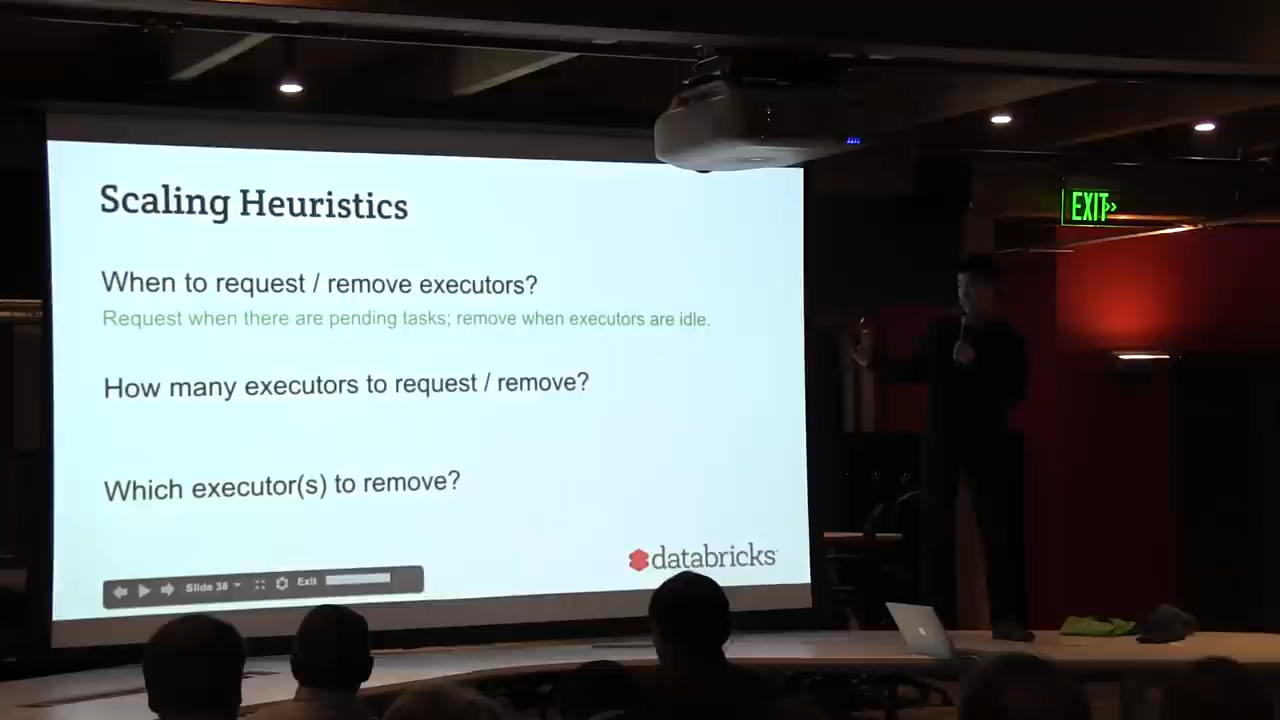 Scaling Heuristics
When to request / remove executors?
Request when there are pending tasks; remove when executors are idle.
How many executors to request / remove?
Which executor(s) to remove?
databricks
Slide 38
Exit
EXIT